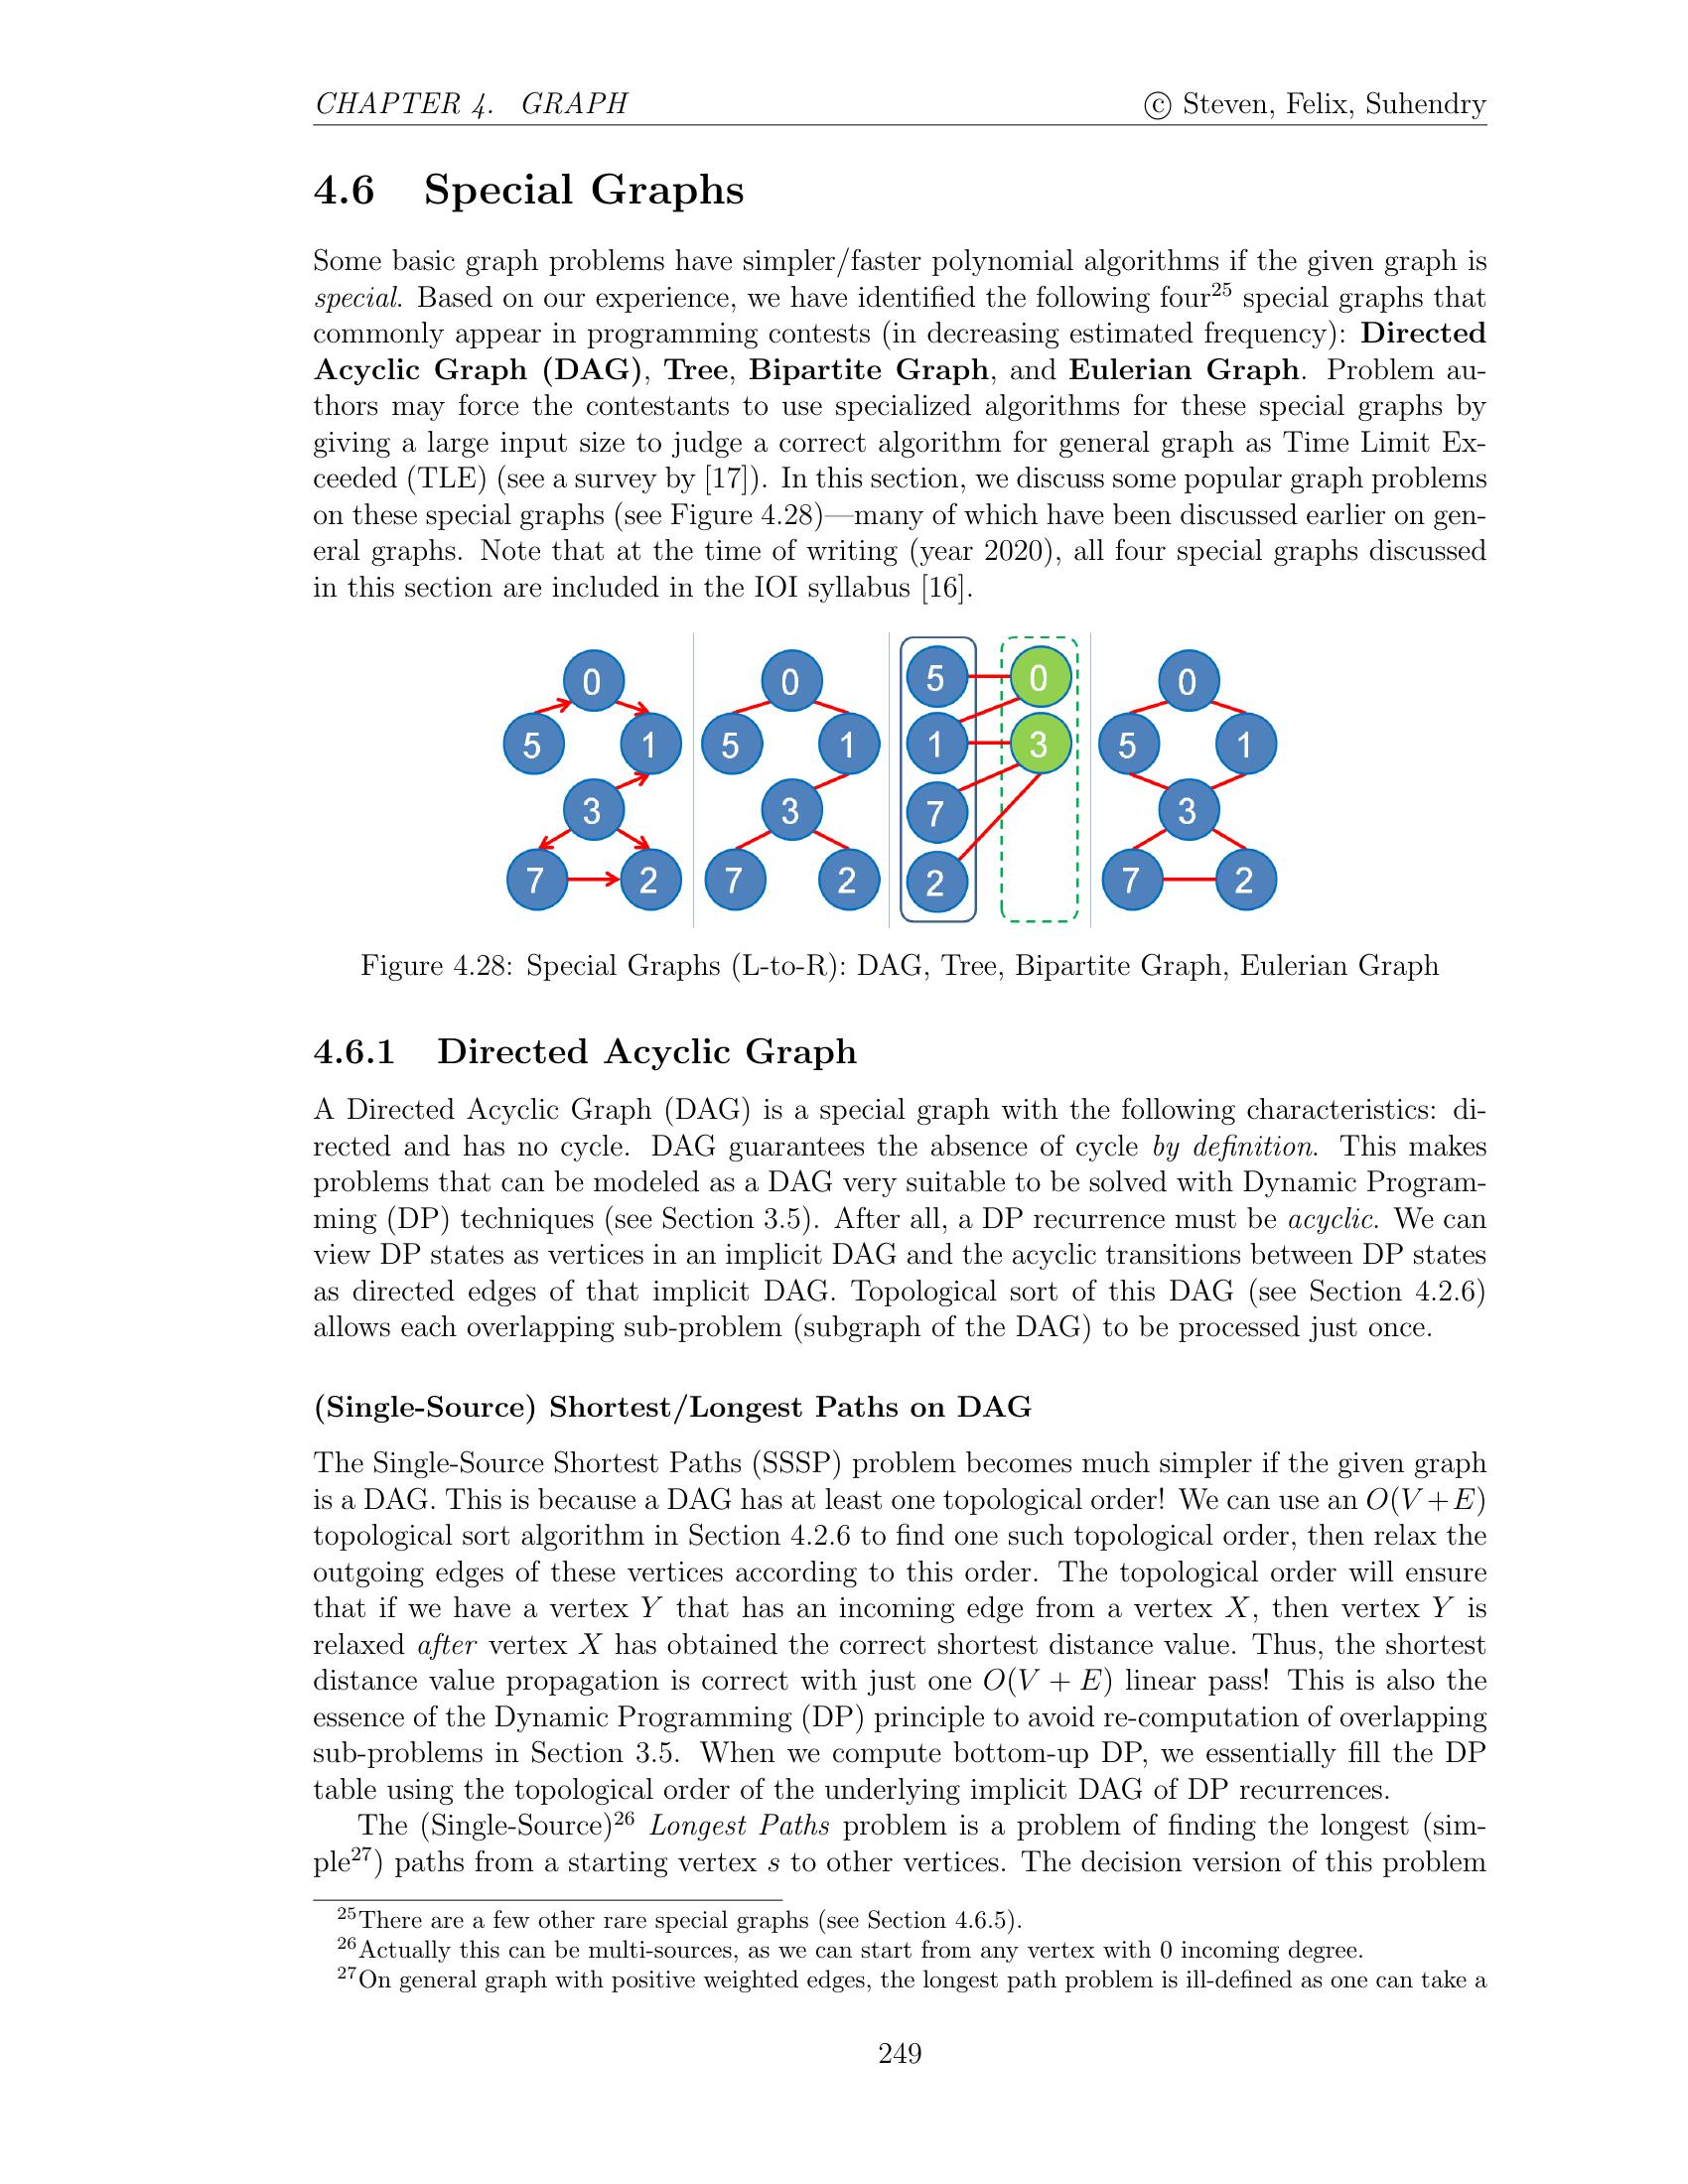 CHAPTER 4. GRAPH © Steven, Felix, Suhendry
4.6 Special Graphs
Some basic graph problems have simpler/faster polynomial algorithms if the given graph is
special. Based on our experience, we have identified the following four25 special graphs that
commonly appear in programming contests (in decreasing estimated frequency): Directed
Acyclic Graph (DAG), Tree, Bipartite Graph, and Eulerian Graph. Problem au-
thors may force the contestants to use specialized algorithms for these special graphs by
giving a large input size to judge a correct algorithm for general graph as Time Limit Ex-
ceeded (TLE) (see a survey by [17]). In this section, we discuss some popular graph problems
on these special graphs (see Figure 4.28)—many of which have been discussed earlier on gen-
eral graphs. Note that at the time of writing (year 2020), all four special graphs discussed
in this section are included in the IOI syllabus [16].
0
5 1
3
7 2
0
5 1
3
7 2
5 0
1 3
7
2
0
5 1
3
7 2
Figure 4.28: Special Graphs (L-to-R): DAG, Tree, Bipartite Graph, Eulerian Graph
4.6.1 Directed Acyclic Graph
A Directed Acyclic Graph (DAG) is a special graph with the following characteristics: di-
rected and has no cycle. DAG guarantees the absence of cycle by definition. This makes
problems that can be modeled as a DAG very suitable to be solved with Dynamic Program-
ming (DP) techniques (see Section 3.5). After all, a DP recurrence must be acyclic. We can
view DP states as vertices in an implicit DAG and the acyclic transitions between DP states
as directed edges of that implicit DAG. Topological sort of this DAG (see Section 4.2.6)
allows each overlapping sub-problem (subgraph of the DAG) to be processed just once.
(Single-Source) Shortest/Longest Paths on DAG
The Single-Source Shortest Paths (SSSP) problem becomes much simpler if the given graph
is a DAG. This is because a DAG has at least one topological order! We can use an O(V+E)
topological sort algorithm in Section 4.2.6 to find one such topological order, then relax the
outgoing edges of these vertices according to this order. The topological order will ensure
that if we have a vertex Y that has an incoming edge from a vertex X, then vertex Y is
relaxed after vertex X has obtained the correct shortest distance value. Thus, the shortest
distance value propagation is correct with just one O(V + E) linear pass! This is also the
essence of the Dynamic Programming (DP) principle to avoid re-computation of overlapping
sub-problems in Section 3.5. When we compute bottom-up DP, we essentially fill the DP
table using the topological order of the underlying implicit DAG of DP recurrences.
The (Single-Source)26 Longest Paths problem is a problem of finding the longest (sim-
ple27) paths from a starting vertex s to other vertices. The decision version of this problem
25There are a few other rare special graphs (see Section 4.6.5).
26Actually this can be multi-sources, as we can start from any vertex with 0 incoming degree.
27On general graph with positive weighted edges, the longest path problem is ill-defined as one can take a
249